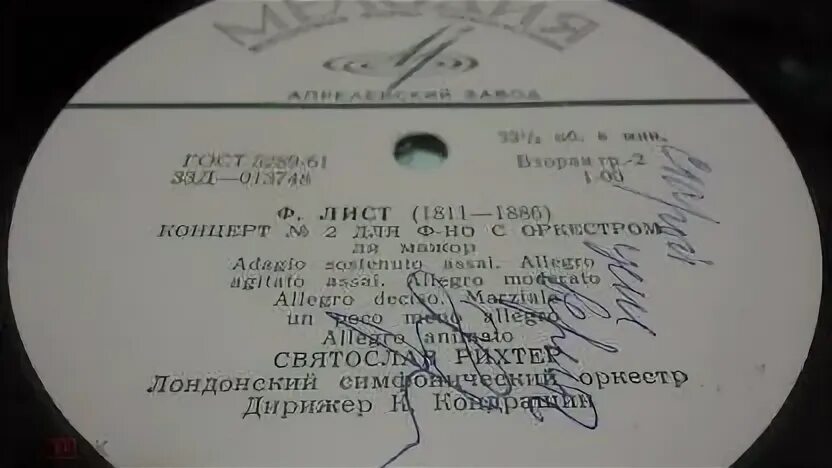 МЕЛОДИЯ
АПРЕЛЕВСКИЙ ЗАВОД
ГОСТ 5289-61
33Д—013748
33¹/₃ об. в мин.
Вторая гр.-2
1-00
Ф. ЛИСТ (1811—1886)
КОНЦЕРТ № 2 ДЛЯ Ф-НО С ОРКЕСТРОМ
ля мажор
Adagio sostenuto assai. Allegro
agitato assai. Allegro moderato
Allegro deciso. Marziale
un poco meno allegro
Allegro animato
СВЯТОСЛАВ РИХТЕР
Лондонский симфонический оркестр
Дирижер К. Кондрашин